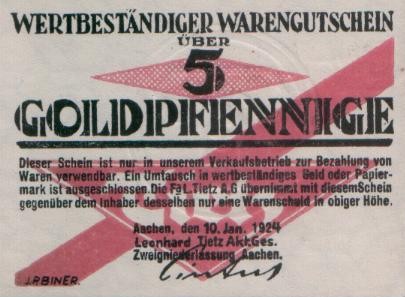 WERTBESTÄNDIGER WARENGUTSCHEIN
ÜBER
5
GOLDPFENNIGE
Dieser Schein ist nur in unserem Verkaufsbetrieb zur Bezahlung von
Waren verwendbar. Ein Umtausch in wertbeständiges Geld oder Papier-
mark ist ausgeschlossen. Die Fa. L. Tietz A.G übernimmt mit diesem Schein
gegenüber dem Inhaber desselben nur eine Warenschuld in obiger Höhe.
Aachen, den 10. Jan. 1924
Leonhard Tietz Akt.Ges.
Zweigniederlassung Aachen.
J.P.BINER.